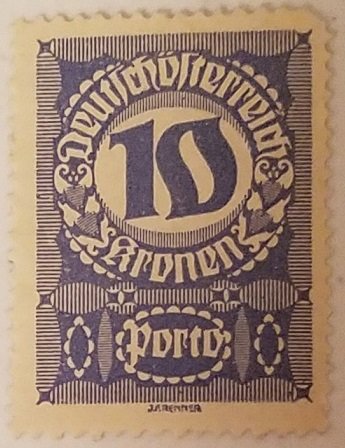 Deutschösterreich
10
Kronen
Porto
J.F.RENNER